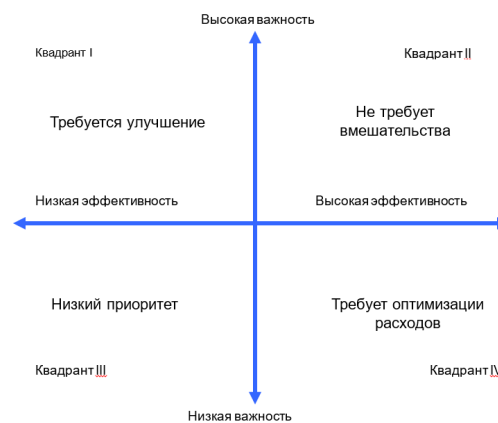 Высокая важность
Квадрант I
Квадрант II
Требуется улучшение
Не требует
вмешательства
Низкая эффективность
Высокая эффективность
Низкий приоритет
Требует оптимизации
расходов
Квадрант III
Квадрант IV
Низкая важность